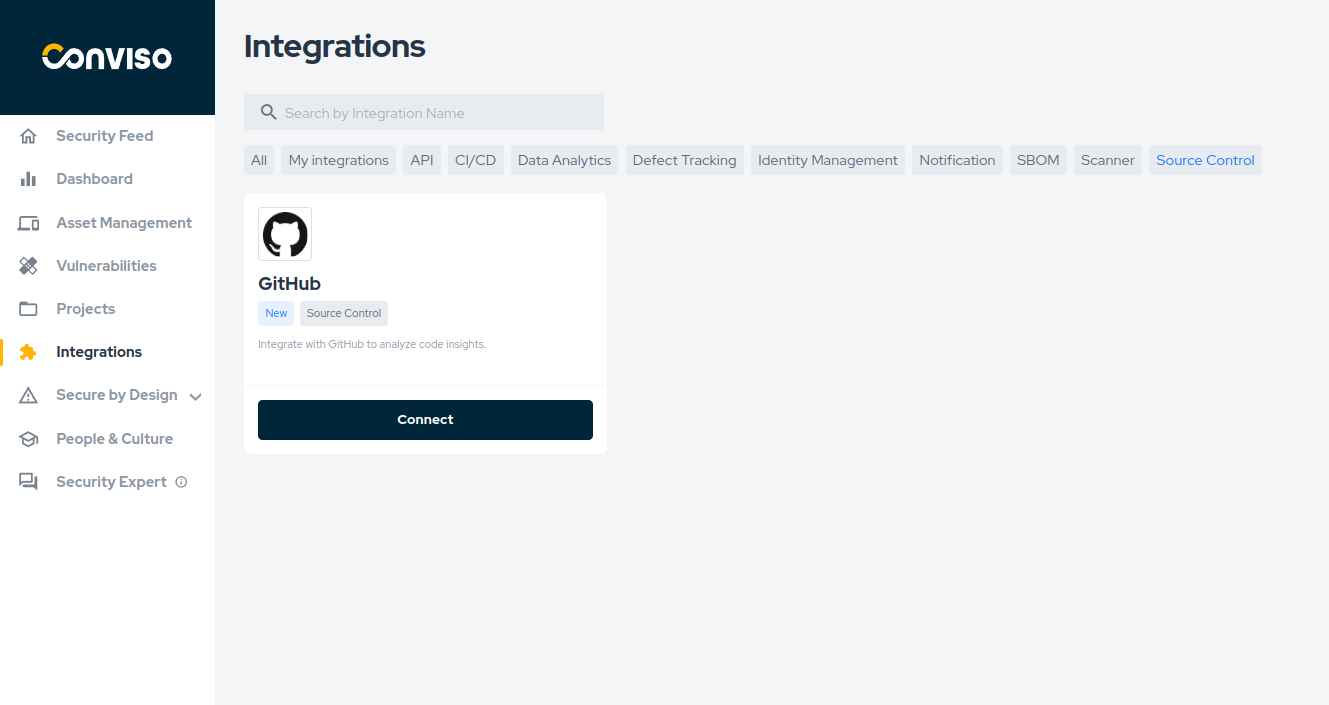 Conviso
Security Feed
Dashboard
Asset Management
Vulnerabilities
Projects
Integrations
Secure by Design
People & Culture
Security Expert
Integrations
Search by Integration Name
All My integrations API CI/CD Data Analytics Defect Tracking Identity Management Notification SBOM Scanner Source Control
GitHub
New Source Control
Integrate with GitHub to analyze code insights.
Connect